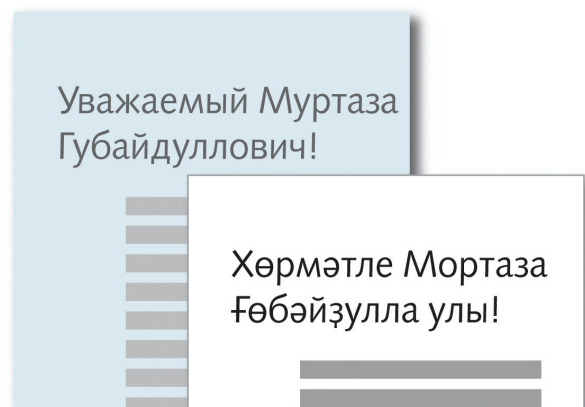 Уважаемый Муртаза
Губайдуллович!
Хөрмәтле Мортаза
Ғөбәйҙулла улы!